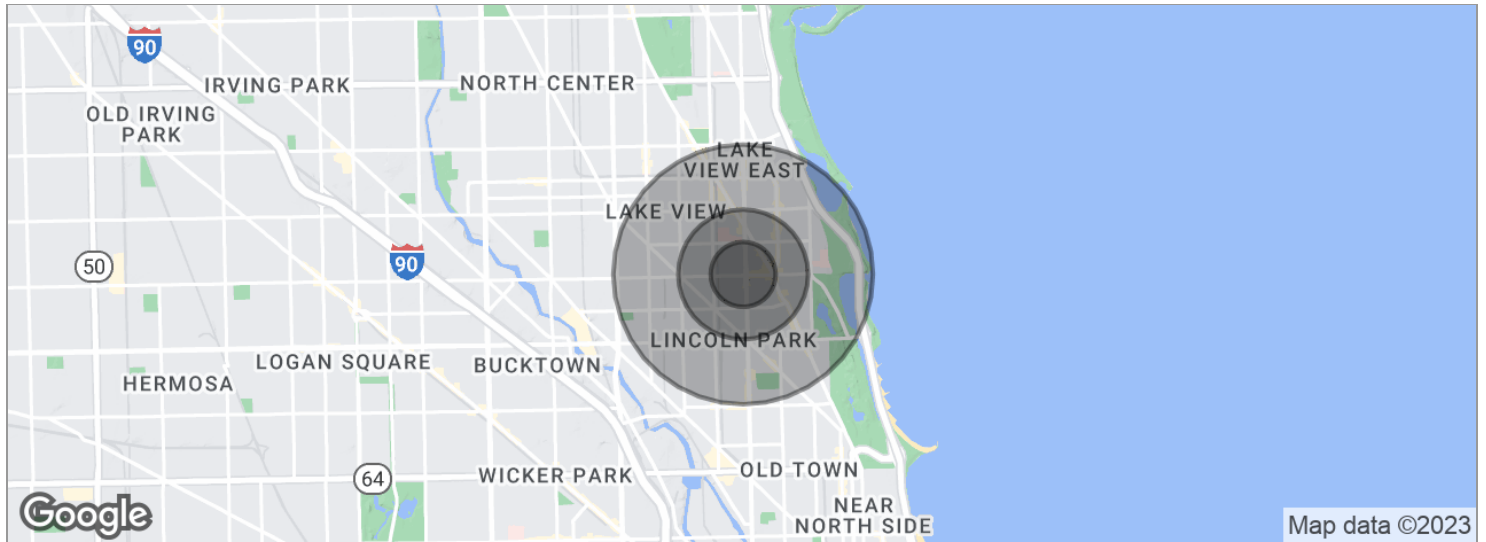 90
IRVING PARK
NORTH CENTER
OLD IRVING
PARK
LAKE
VIEW EAST
LAKE VIEW
50
90
LINCOLN PARK
LOGAN SQUARE
BUCKTOWN
HERMOSA
OLD TOWN
WICKER PARK
64
NEAR
NORTH SIDE
Google
Map data ©2023